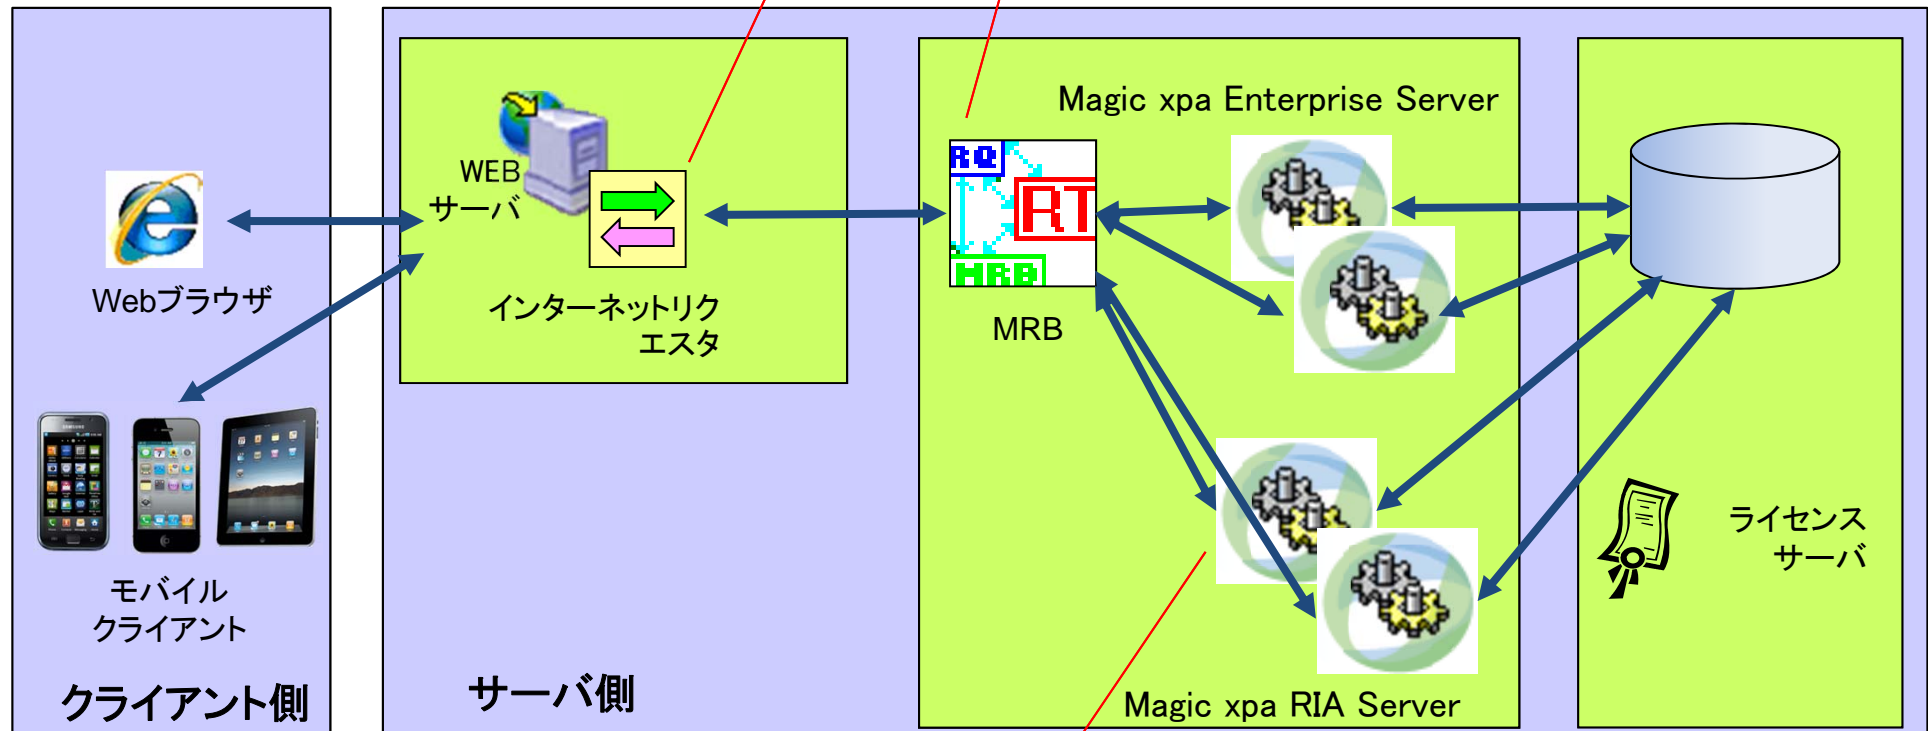 Webブラウザ
モバイル
クライアント
クライアント側
WEB
サーバ
インターネットリク
エスタ
サーバ側
RQ
RT
MRB
MRB
Magic xpa Enterprise Server
Magic xpa RIA Server
ライセンス
サーバ